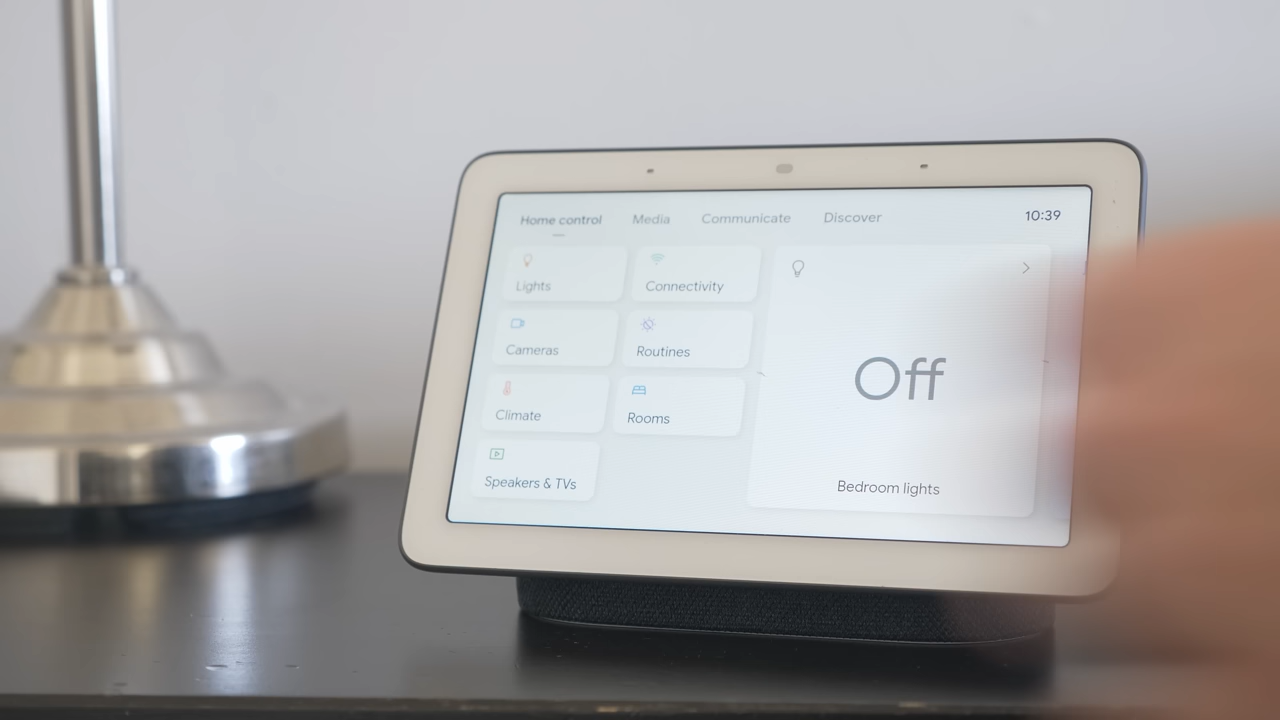 Home control Media Communicate Discover 10:39
Lights
Connectivity
Cameras
Routines
Climate
Rooms
Speakers & TVs
Off
Bedroom lights